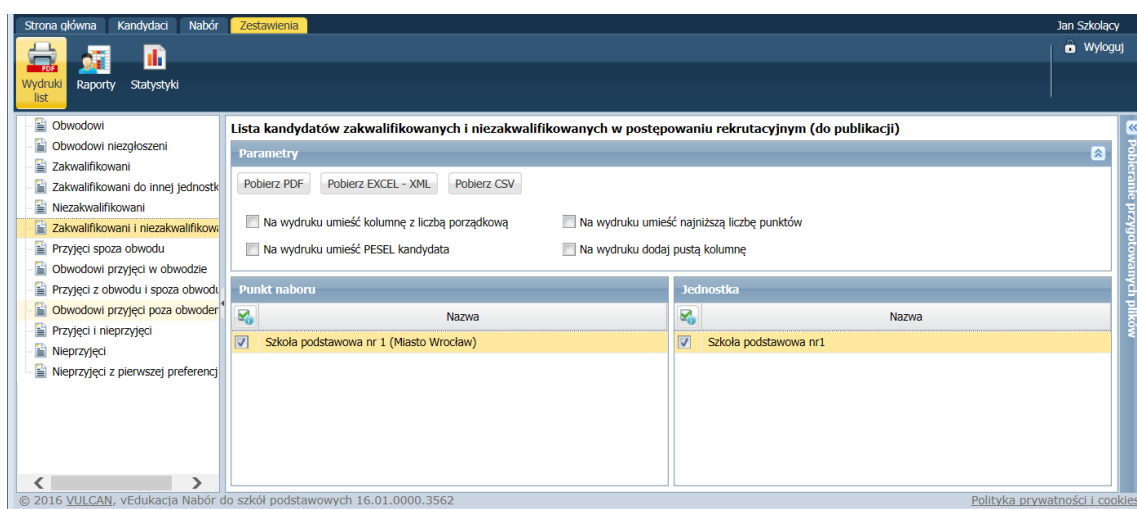 Strona główna Kandydaci Nabór Zestawienia Jan Szkolący
Wyloguj
PDF
Wydruki list Raporty Statystyki
Obwodowi
Obwodowi niezgłoszeni
Zakwalifikowani
Zakwalifikowani do innej jednostk
Niezakwalifikowani
Zakwalifikowani i niezakwalifikowa
Przyjęci spoza obwodu
Obwodowi przyjęci w obwodzie
Przyjęci z obwodu i spoza obwodu
Obwodowi przyjęci poza obwodem
Przyjęci i nieprzyjęci
Nieprzyjęci
Nieprzyjęci z pierwszej preferencj
Lista kandydatów zakwalifikowanych i niezakwalifikowanych w postępowaniu rekrutacyjnym (do publikacji)
Parametry
Pobierz PDF Pobierz EXCEL - XML Pobierz CSV
Na wydruku umieść kolumnę z liczbą porządkową Na wydruku umieść najniższą liczbę punktów
Na wydruku umieść PESEL kandydata Na wydruku dodaj pustą kolumnę
Punkt naboru Jednostka
Nazwa Nazwa
Szkoła podstawowa nr 1 (Miasto Wrocław) Szkoła podstawowa nr1
Pobieranie przygotowanych plików
© 2016 VULCAN, vEdukacja Nabór do szkół podstawowych 16.01.0000.3562 Polityka prywatności i cookies